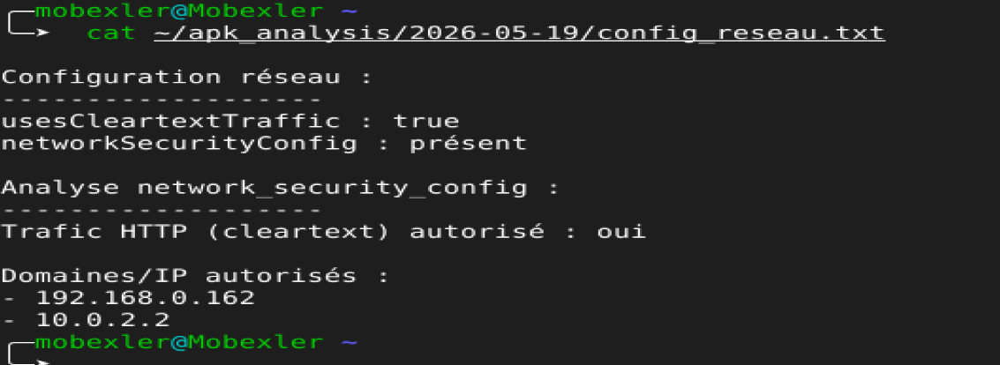 mobexler@Mobexler ~
cat ~/apk_analysis/2026-05-19/config_reseau.txt
Configuration réseau :
-------------------
usesCleartextTraffic : true
networkSecurityConfig : présent
Analyse network_security_config :
-------------------
Trafic HTTP (cleartext) autorisé : oui
Domaines/IP autorisés :
- 192.168.0.162
- 10.0.2.2
mobexler@Mobexler ~